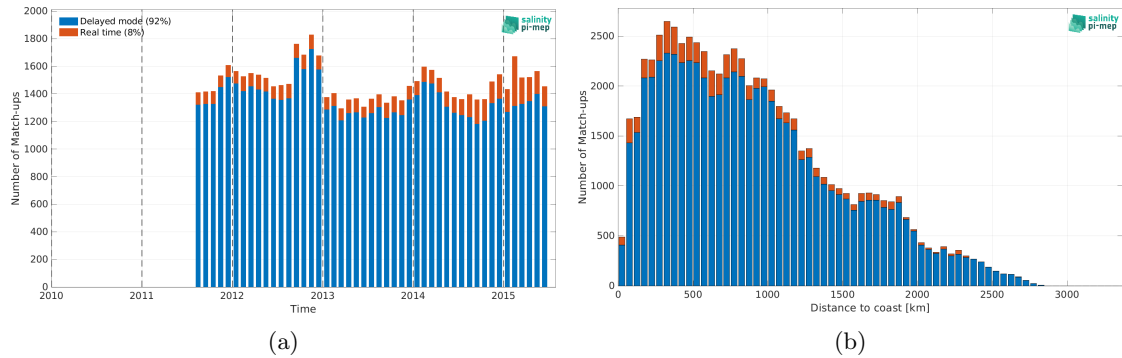 2000
1800
1600
1400
1200
1000
800
600
400
200
0
Number of Match-ups
Delayed mode (92%)
Real time (8%)
salinity
pi-mep
2010
2011
2012
2013
2014
2015
Time
(a)
2500
2000
1500
1000
500
0
Number of Match-ups
salinity
pi-mep
0
500
1000
1500
2000
2500
3000
Distance to coast [km]
(b)